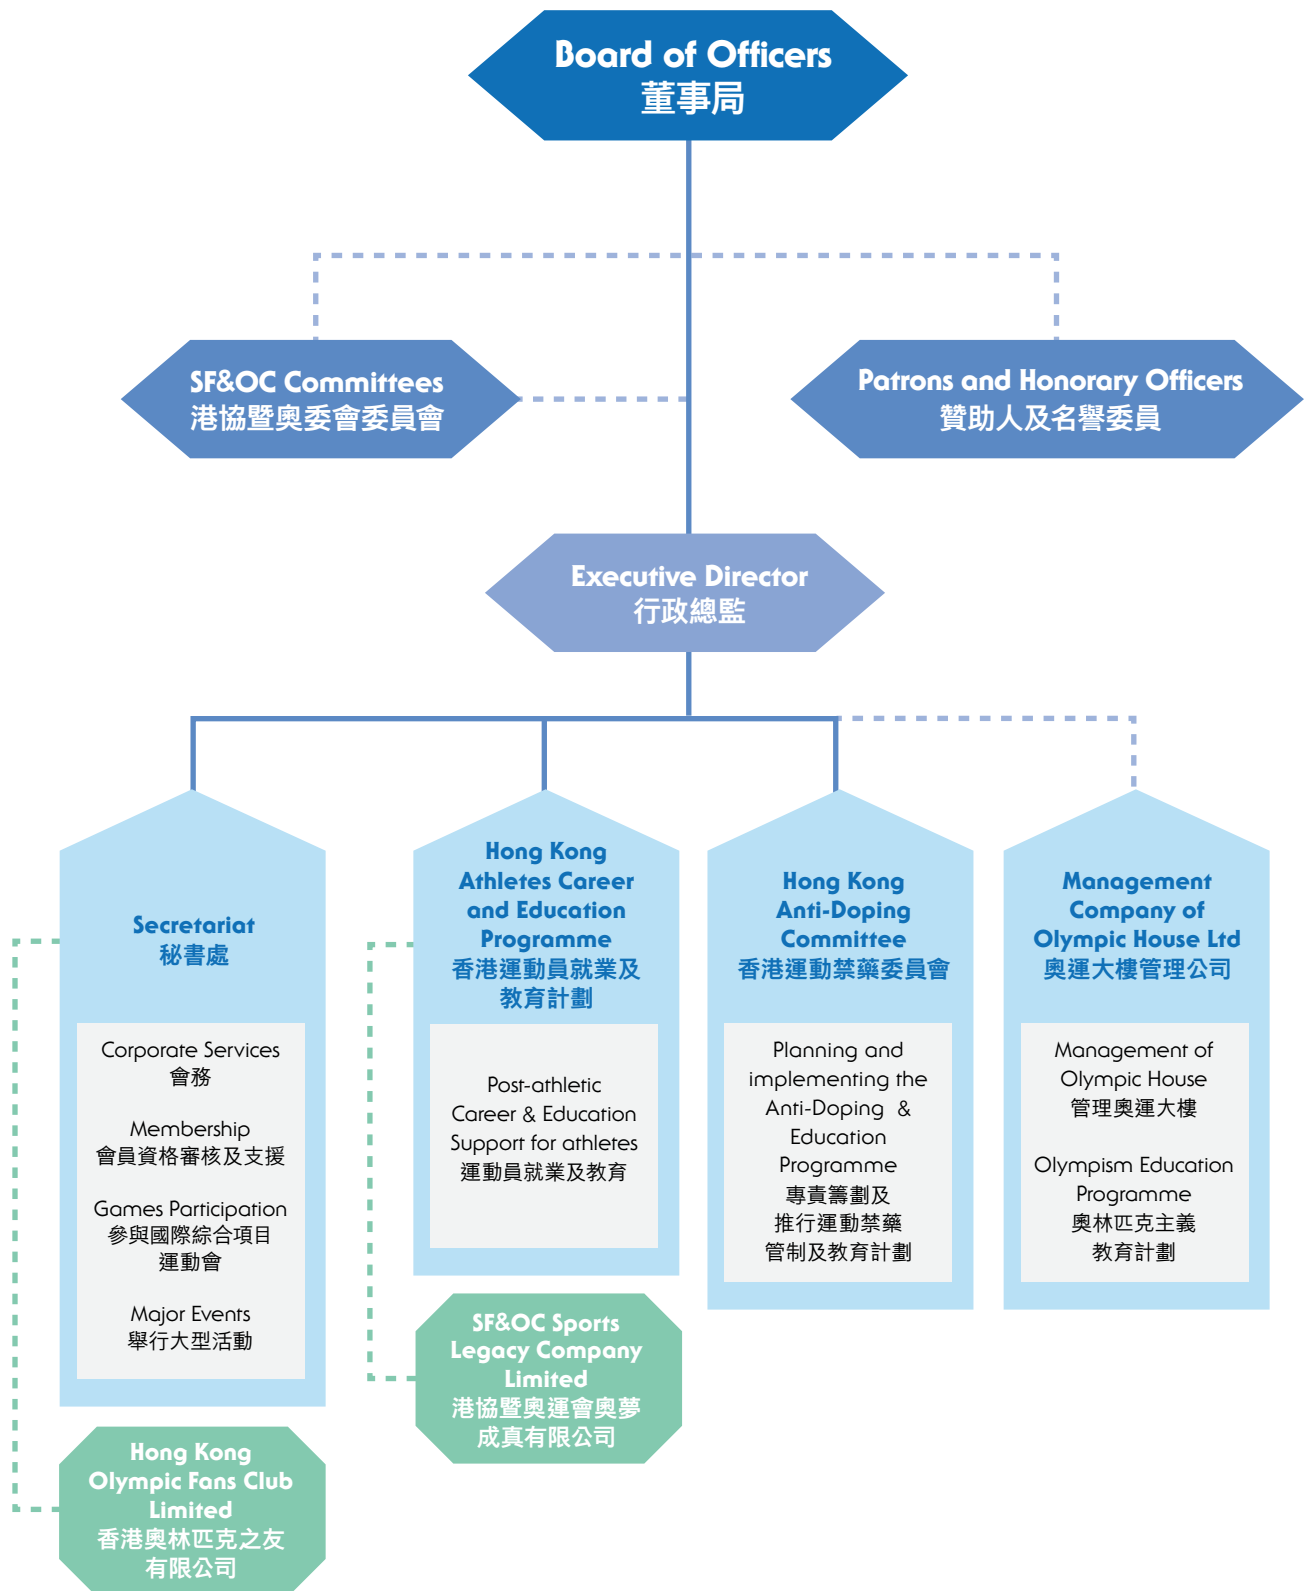 Board of Officers
董事局
SF&OC Committees
港協暨奧委會委員會
Patrons and Honorary Officers
贊助人及名譽委員
Executive Director
行政總監
Secretariat
秘書處
Corporate Services
會務
Membership
會員資格審核及支援
Games Participation
參與國際綜合項目
運動會
Major Events
舉行大型活動
Hong Kong
Olympic Fans Club
Limited
香港奧林匹克之友
有限公司
Hong Kong
Athletes Career
and Education
Programme
香港運動員就業及
教育計劃
Post-athletic
Career & Education
Support for athletes
運動員就業及教育
SF&OC Sports
Legacy Company
Limited
港協暨奧運會奧夢
成真有限公司
Hong Kong
Anti-Doping
Committee
香港運動禁藥委員會
Planning and
implementing the
Anti-Doping &
Education
Programme
專責籌劃及
推行運動禁藥
管制及教育計劃
Management
Company of
Olympic House Ltd
奧運大樓管理公司
Management of
Olympic House
管理奧運大樓
Olympism Education
Programme
奧林匹克主義
教育計劃